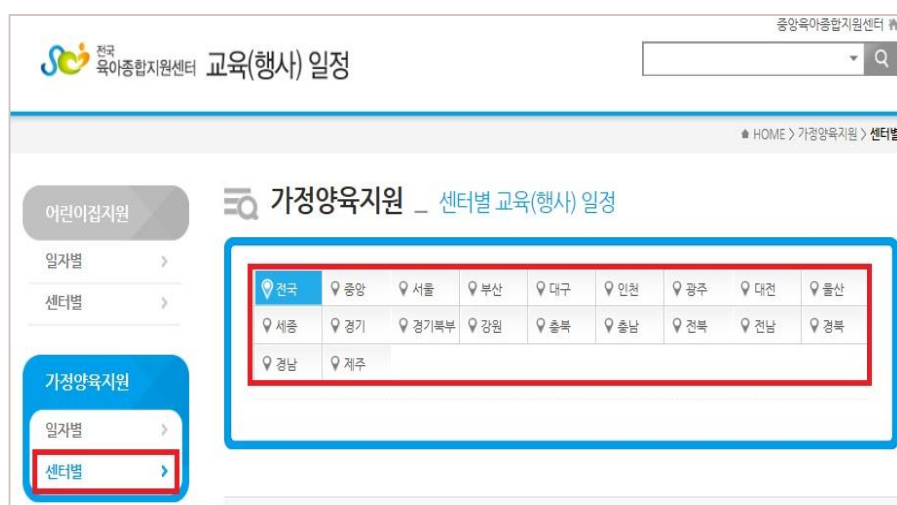 중앙육아종합지원센터
전국
육아종합지원센터 교육(행사) 일정
HOME > 가정양육지원 > 센터별
어린이집지원
일자별
센터별
가정양육지원
일자별
센터별
가정양육지원 _ 센터별 교육(행사) 일정
전국 중앙 서울 부산 대구 인천 광주 대전 울산
세종 경기 경기북부 강원 충북 충남 전북 전남 경북
경남 제주